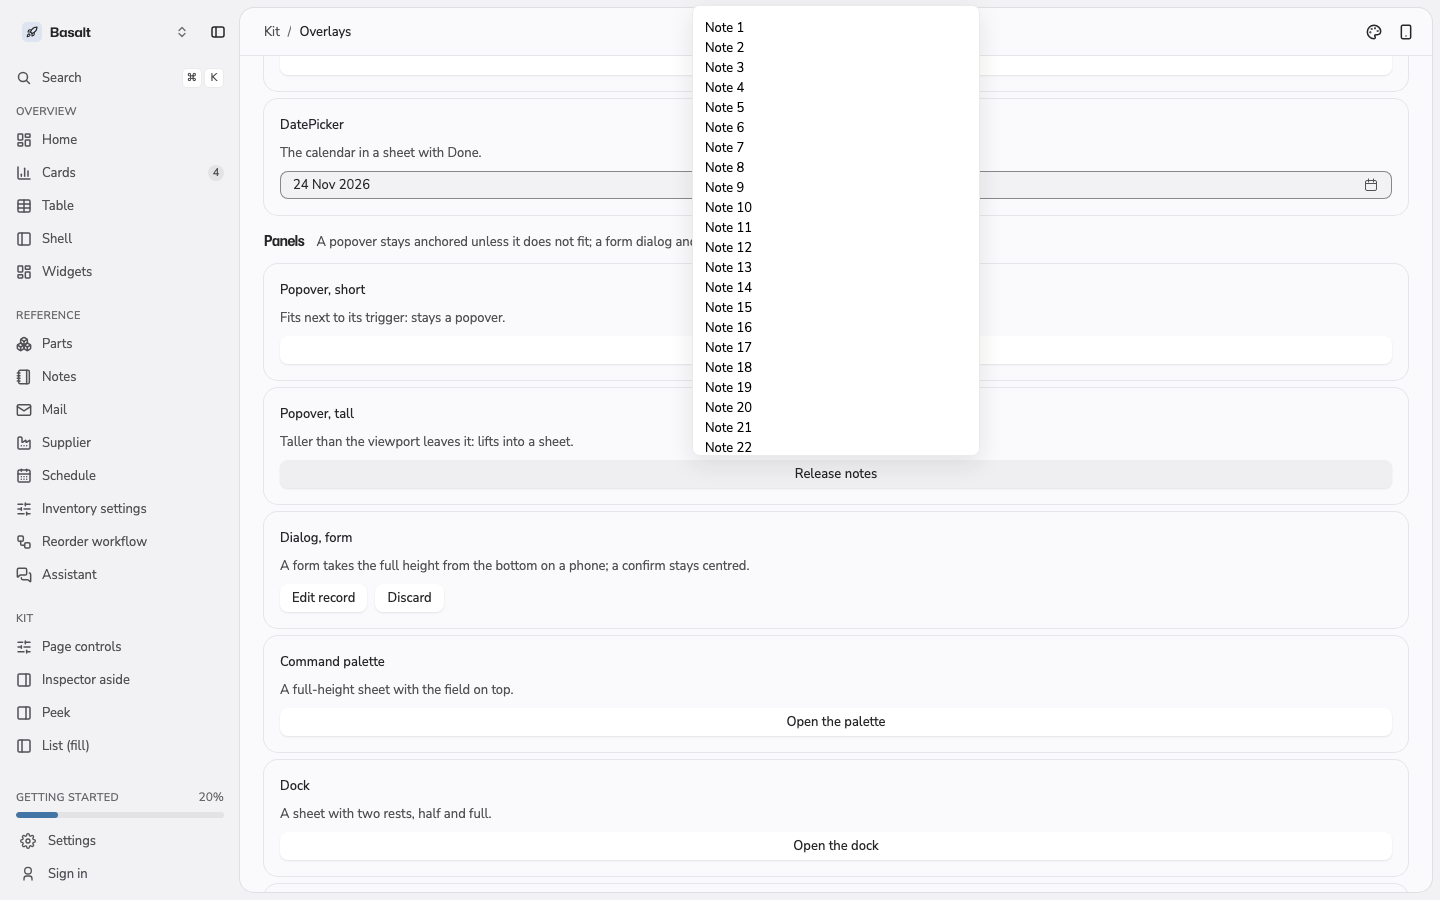 Basalt
Search
⌘ K
OVERVIEW
Home
Cards
4
Table
Shell
Widgets
REFERENCE
Parts
Notes
Mail
Supplier
Schedule
Inventory settings
Reorder workflow
Assistant
KIT
Page controls
Inspector aside
Peek
List (fill)
GETTING STARTED
20%
Settings
Sign in
Kit / Overlays
DatePicker
The calendar in a sheet with Done.
24 Nov 2026
Panels
A popover stays anchored unless it does not fit; a form dialog
Popover, short
Fits next to its trigger: stays a popover.
Popover, tall
Taller than the viewport leaves it: lifts into a sheet.
Note 1
Note 2
Note 3
Note 4
Note 5
Note 6
Note 7
Note 8
Note 9
Note 10
Note 11
Note 12
Note 13
Note 14
Note 15
Note 16
Note 17
Note 18
Note 19
Note 20
Note 21
Note 22
Release notes
Dialog, form
A form takes the full height from the bottom on a phone; a confirm stays centred.
Edit record
Discard
Command palette
A full-height sheet with the field on top.
Open the palette
Dock
A sheet with two rests, half and full.
Open the dock